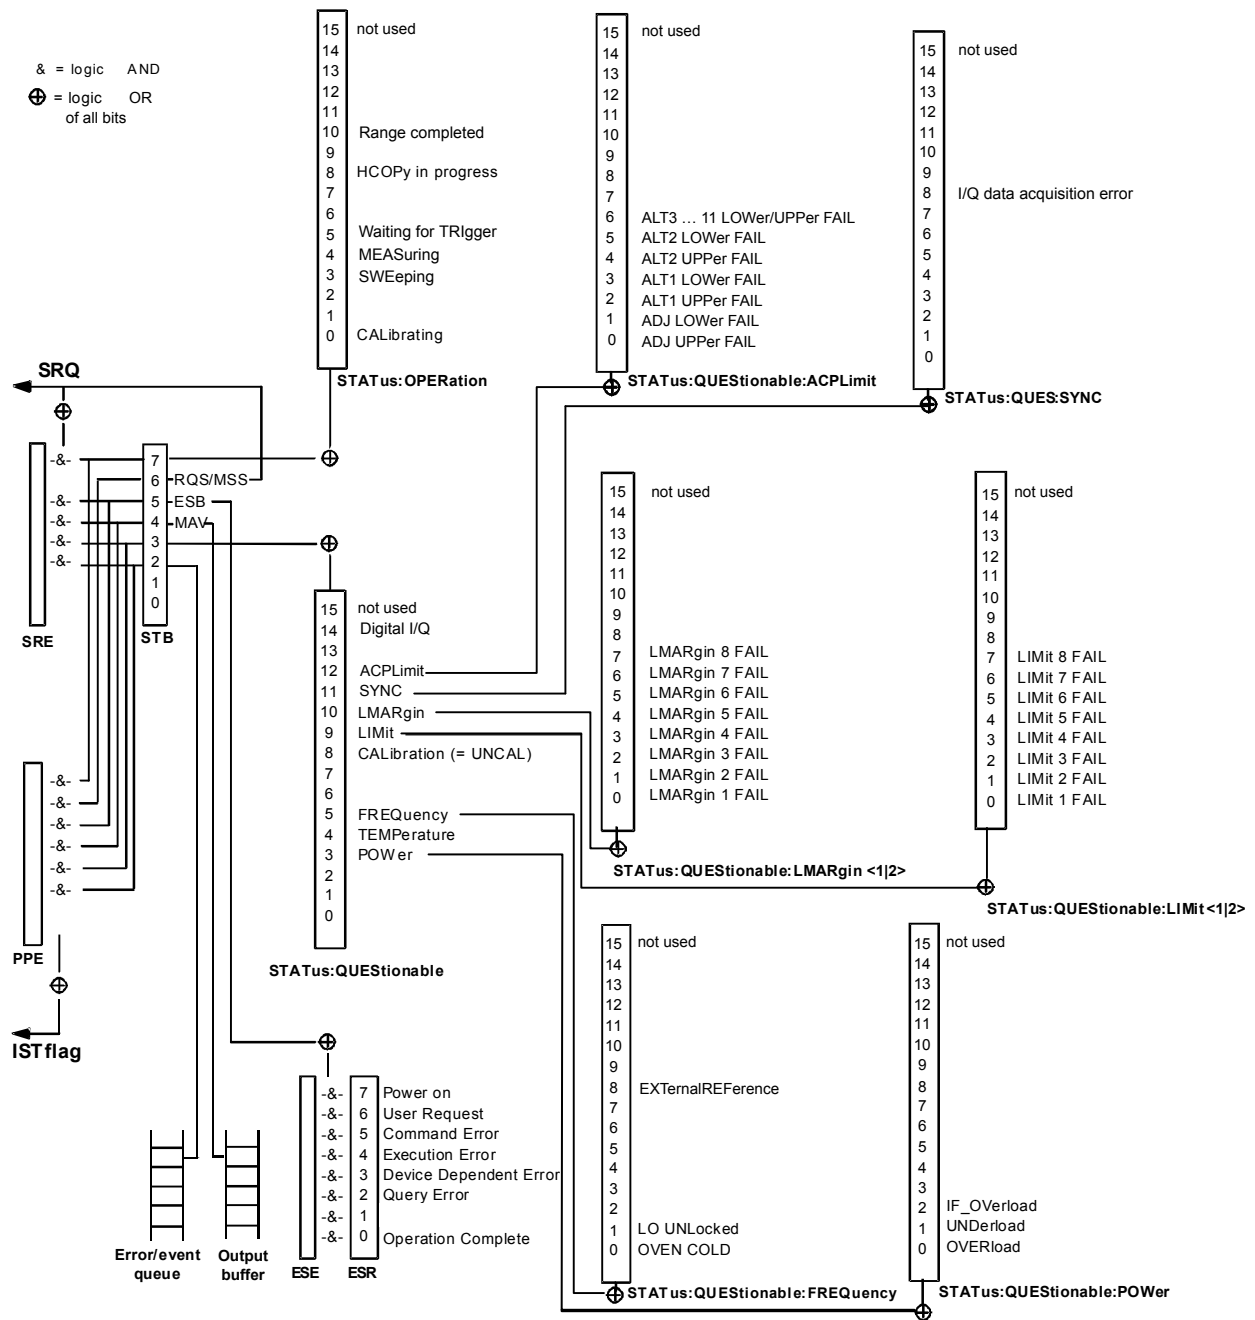 & = logic AND
⊕ = logic OR
of all bits
15 not used
14
13
12
11
10 Range completed
9
8 HCOPy in progress
7
6
5 Waiting for TRIgger
4 MEASuring
3 SWEeping
2
1
0 CALibrating
STATus:OPERation
15 not used
14
13
12
11
10
9
8
7
6 ALT3 ... 11 LOWer/UPPer FAIL
5 ALT2 LOWer FAIL
4 ALT2 UPPer FAIL
3 ALT1 LOWer FAIL
2 ALT1 UPPer FAIL
1 ADJ LOWer FAIL
0 ADJ UPPer FAIL
STATus:QUEStionable:ACPLimit
15 not used
14
13
12
11
10
9
8 I/Q data acquisition error
7
6
5
4
3
2
1
0
STATus:QUES:SYNC
SRQ
-&- 7
6 RQS/MSS
-&- 5 ESB
-&- 4 MAV
-&- 3
-&- 2
1
0
SRE
STB
15 not used
14 Digital I/Q
13
12 ACPLimit
11 SYNC
10 LMARgin
9 LIMit
8 CALibration (= UNCAL)
7
6
5 FREQuency
4 TEMPerature
3 POWer
2
1
0
STATus:QUEStionable
15 not used
14
13
12
11
10
9
8
7 LMARgin 8 FAIL
6 LMARgin 7 FAIL
5 LMARgin 6 FAIL
4 LMARgin 5 FAIL
3 LMARgin 4 FAIL
2 LMARgin 3 FAIL
1 LMARgin 2 FAIL
0 LMARgin 1 FAIL
STATus:QUEStionable:LMARgin <1|2>
15 not used
14
13
12
11
10
9
8
7 LIMit 8 FAIL
6 LIMit 7 FAIL
5 LIMit 6 FAIL
4 LIMit 5 FAIL
3 LIMit 4 FAIL
2 LIMit 3 FAIL
1 LIMit 2 FAIL
0 LIMit 1 FAIL
STATus:QUEStionable:LIMit<1|2>
-&-
-&-
-&-
-&-
-&-
-&-
PPE
ISTflag
15 not used
14
13
12
11
10
9
8 EXTernalREFerence
7
6
5
4
3
2
1 LO UNLocked
0 OVEN COLD
STATus:QUEStionable:FREQuency
15 not used
14
13
12
11
10
9
8
7
6
5
4
3
2 IF_OVerload
1 UNDerload
0 OVERload
STATus:QUEStionable:POWer
-&- 7 Power on
-&- 6 User Request
-&- 5 Command Error
-&- 4 Execution Error
-&- 3 Device Dependent Error
-&- 2 Query Error
-&- 1
-&- 0 Operation Complete
ESE
ESR
Error/event
queue
Output
buffer